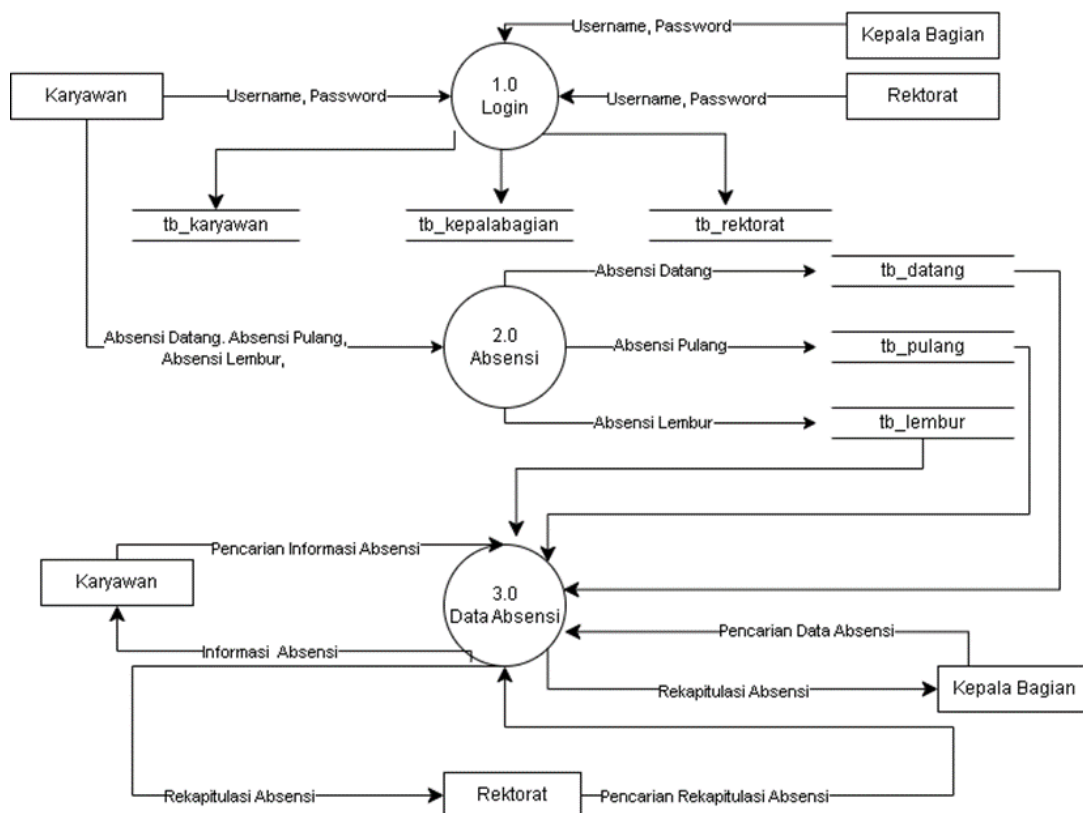 Username, Password
Kepala Bagian
1.0
Login
Karyawan
Username, Password
Username, Password
Rektorat
tb_karyawan
tb_kepalabagian
tb_rektorat
Absensi Datang
tb_datang
Absensi Datang. Absensi Pulang,
Absensi Lembur,
2.0
Absensi
Absensi Pulang
tb_pulang
Absensi Lembur
tb_lembur
Pencarian Informasi Absensi
Karyawan
3.0
Data Absensi
Pencarian Data Absensi
Informasi Absensi
Rekapitulasi Absensi
Kepala Bagian
Rekapitulasi Absensi
Rektorat
Pencarian Rekapitulasi Absensi